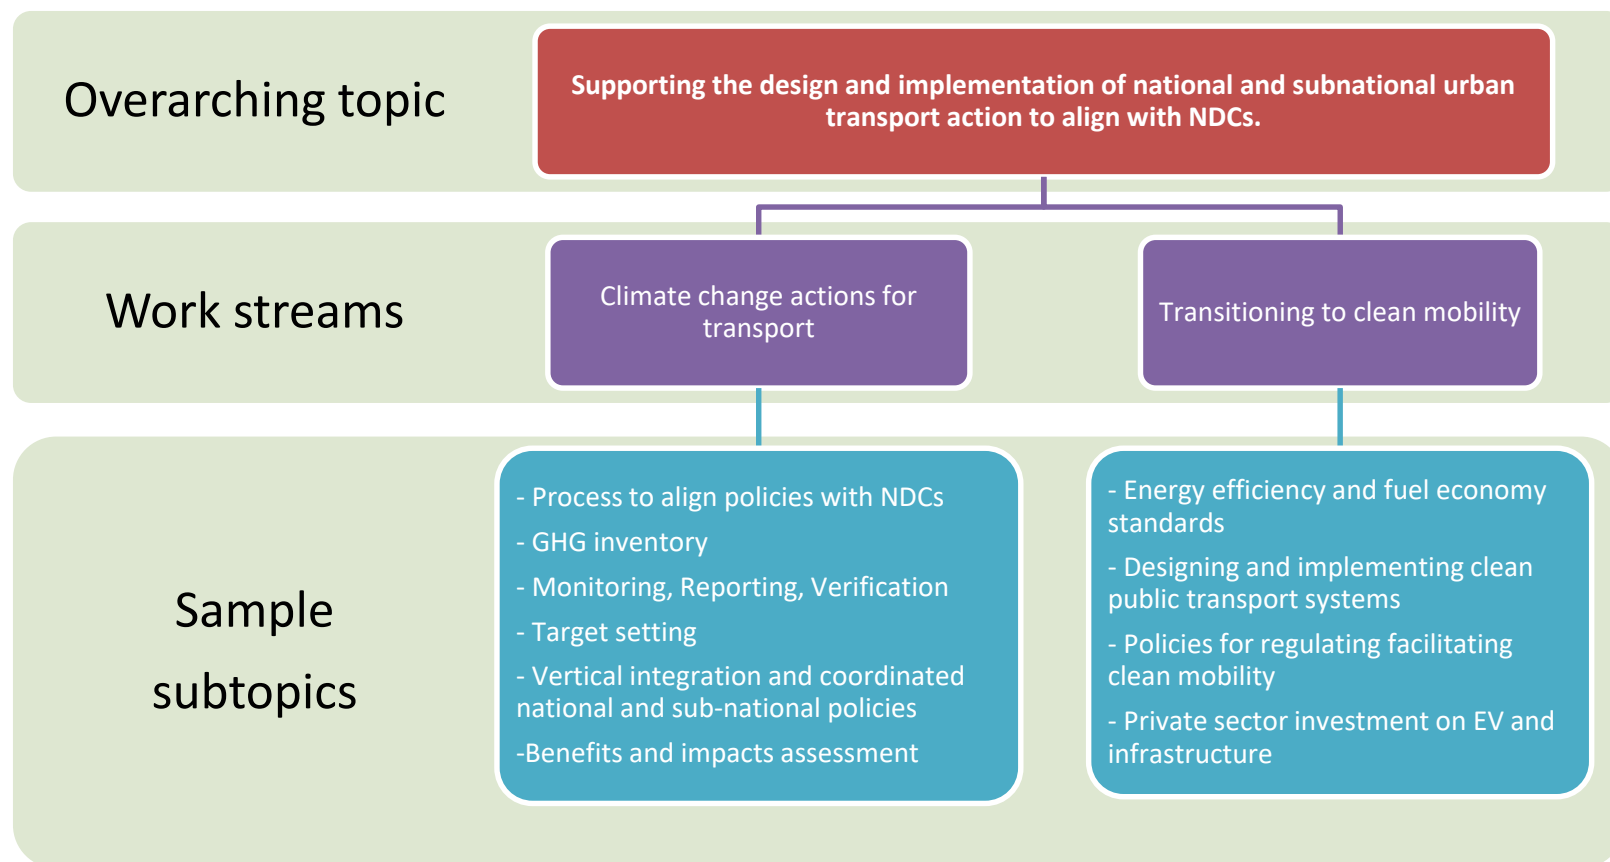 Overarching topic
Supporting the design and implementation of national and subnational urban
transport action to align with NDCs.
Work streams
Climate change actions for
transport
Transitioning to clean mobility
Sample
subtopics
- Process to align policies with NDCs
- GHG inventory
- Monitoring, Reporting, Verification
- Target setting
- Vertical integration and coordinated
national and sub-national policies
-Benefits and impacts assessment
- Energy efficiency and fuel economy
standards
- Designing and implementing clean
public transport systems
- Policies for regulating facilitating
clean mobility
- Private sector investment on EV and
infrastructure